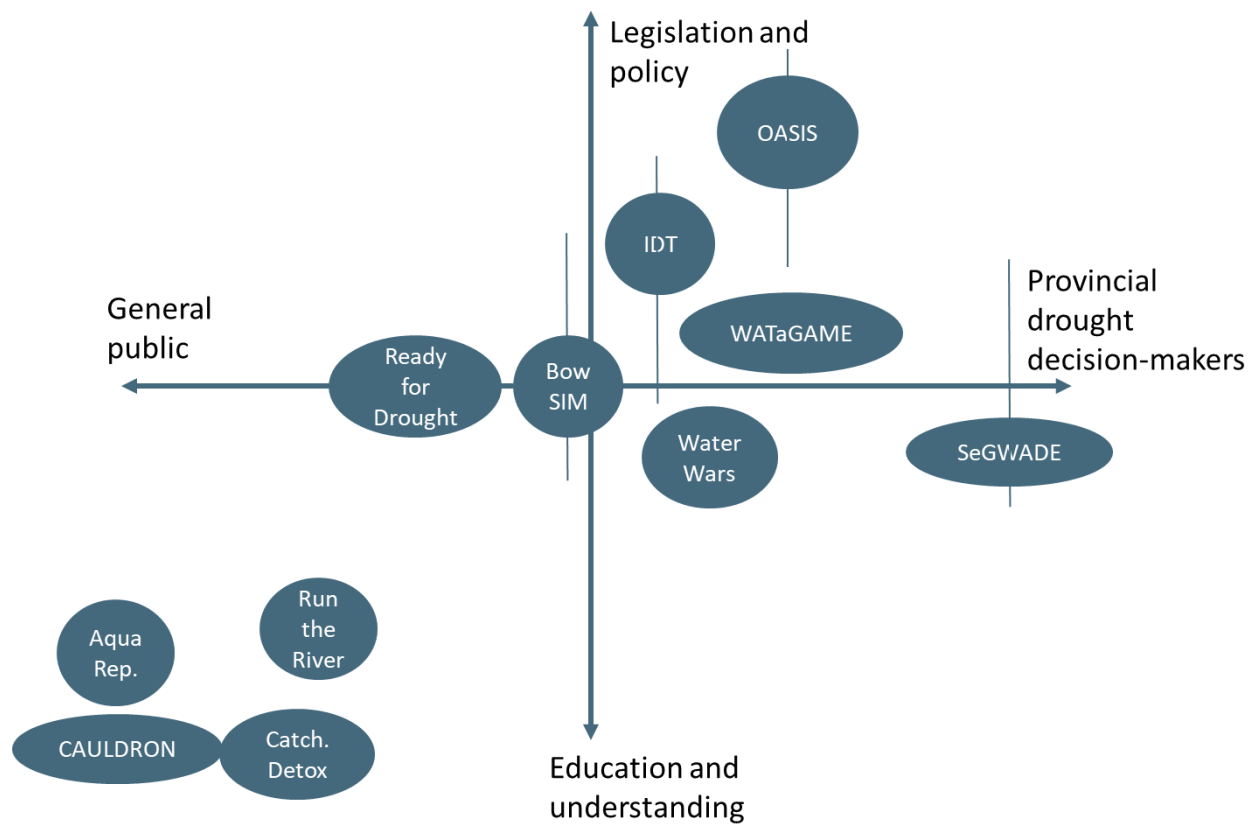 Legislation and
policy
OASIS
IDT
General
public
Provincial
drought
decision-makers
WATaGAME
Ready
for
Drought
Bow
SIM
Water
Wars
SeGWADE
Aqua
Rep.
Run
the
River
CAULDRON
Catch.
Detox
Education and
understanding